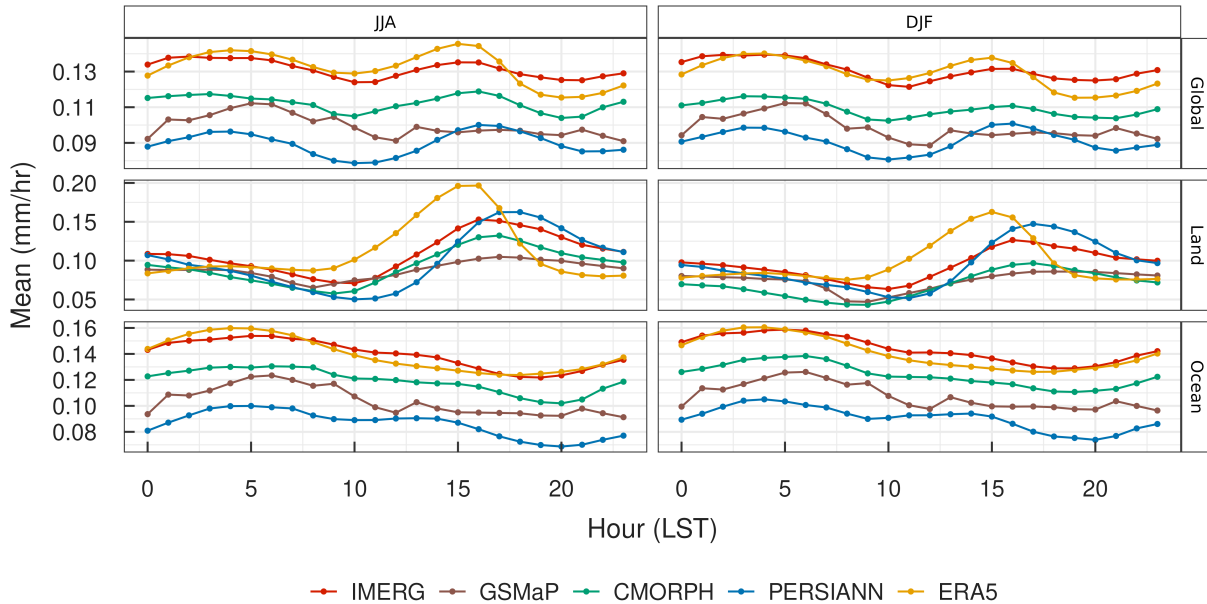 JJA DJF
0.13
0.11
0.09
Global
0.20
0.15
0.10
0.05
Land
0.16
0.14
0.12
0.10
0.08
Ocean
Mean (mm/hr)
0 5 10 15 20 0 5 10 15 20
Hour (LST)
IMERG GSMaP CMORPH PERSIANN ERA5